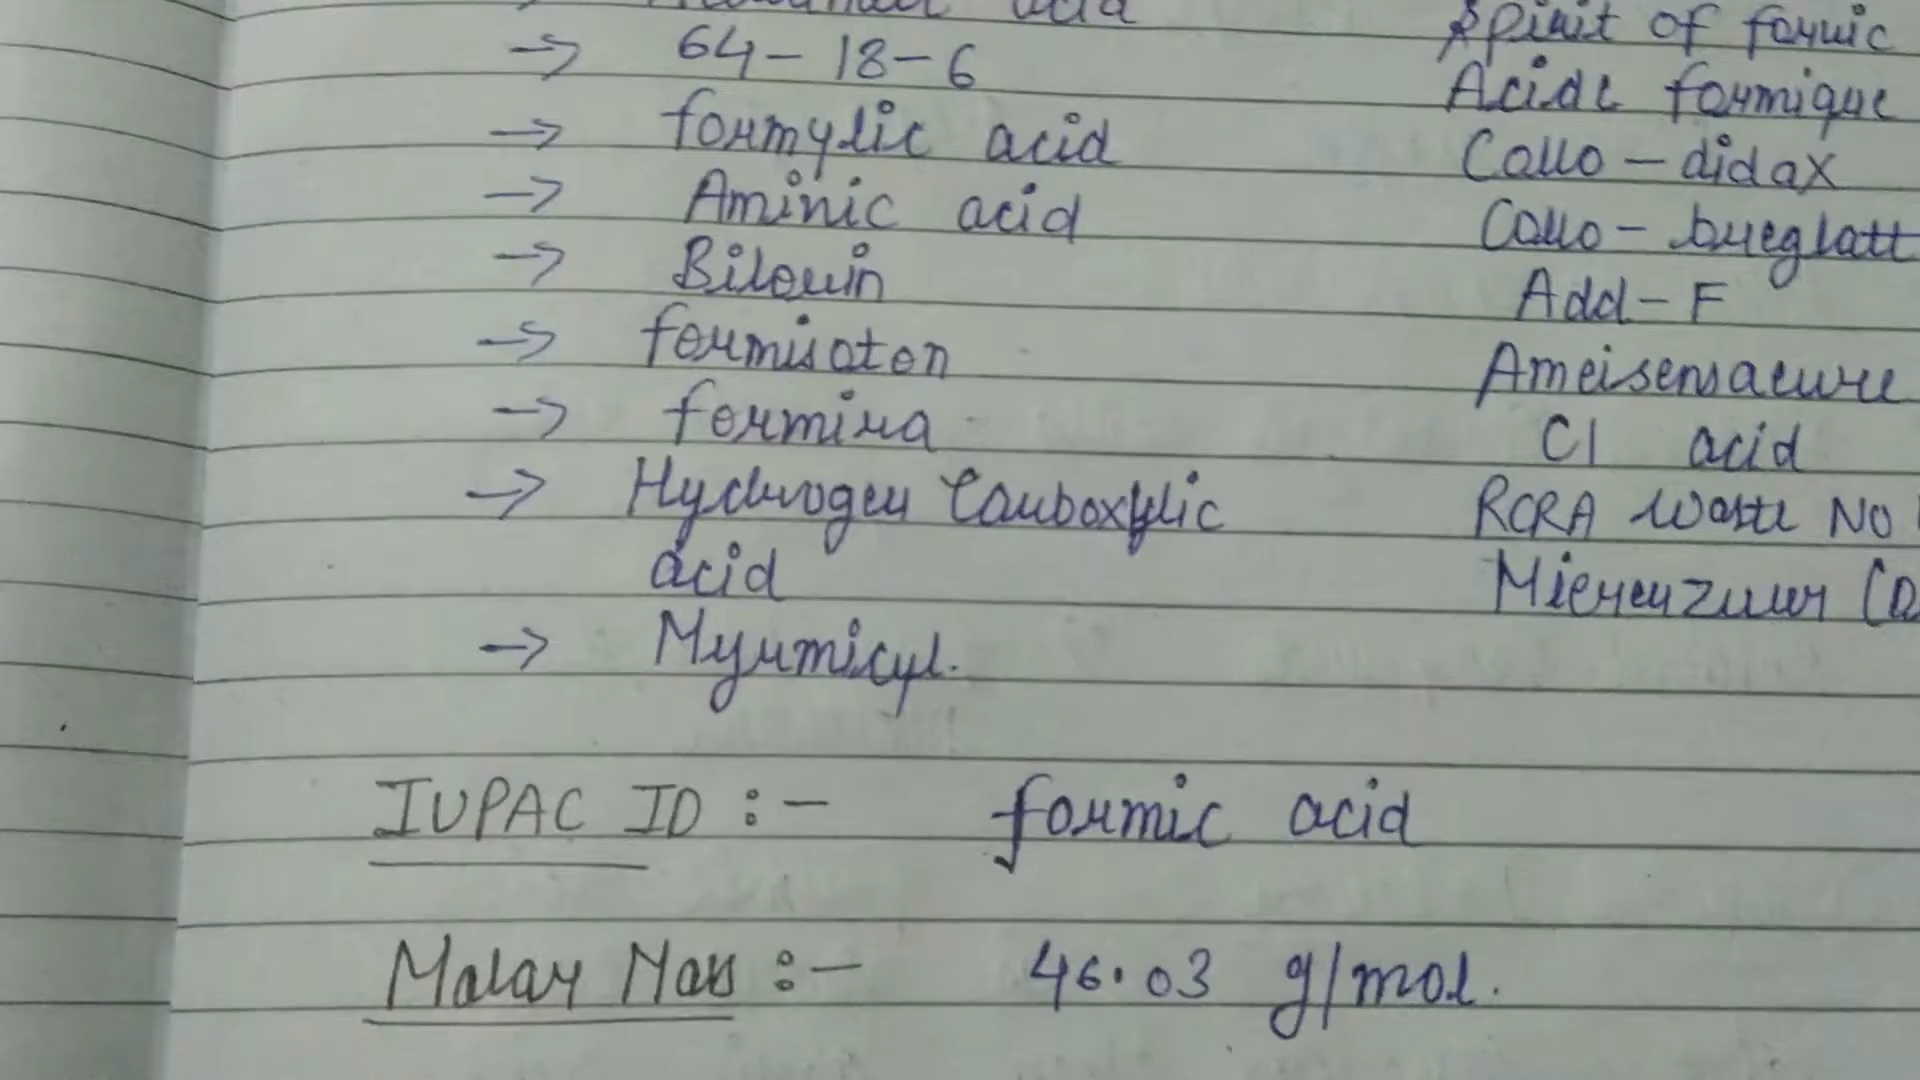 acid
→ 64-18-6
→ formylic acid
→ Aminic acid
→ Bilorin
→ formisoton
→ formira
→ Hydrogen Carboxylic
acid
→ Myrmicyl.
Spirit of formic
Acide formique
Collo - didax
Collo - bueglatt
Add-F
Ameisensaeure
C1 acid
RCRA Waste NO
Mierenzuur
IUPAC ID :- formic acid
Molar Mass :- 46.03 g/mol.